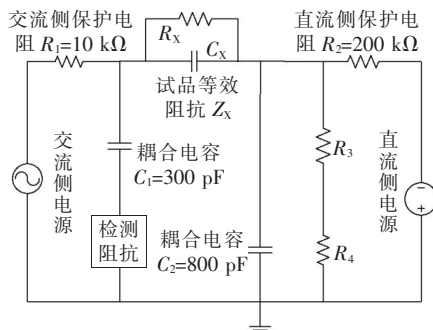 交流侧保护电
阻 R₁=10 kΩ
Rₓ
Cₓ
试品等效
阻抗 Zₓ
直流侧保护电
阻 R₂=200 kΩ
交流侧电源
耦合电容
C₁=300 pF
检测
阻抗
耦合电容
C₂=800 pF
R₃
R₄
直流侧电源